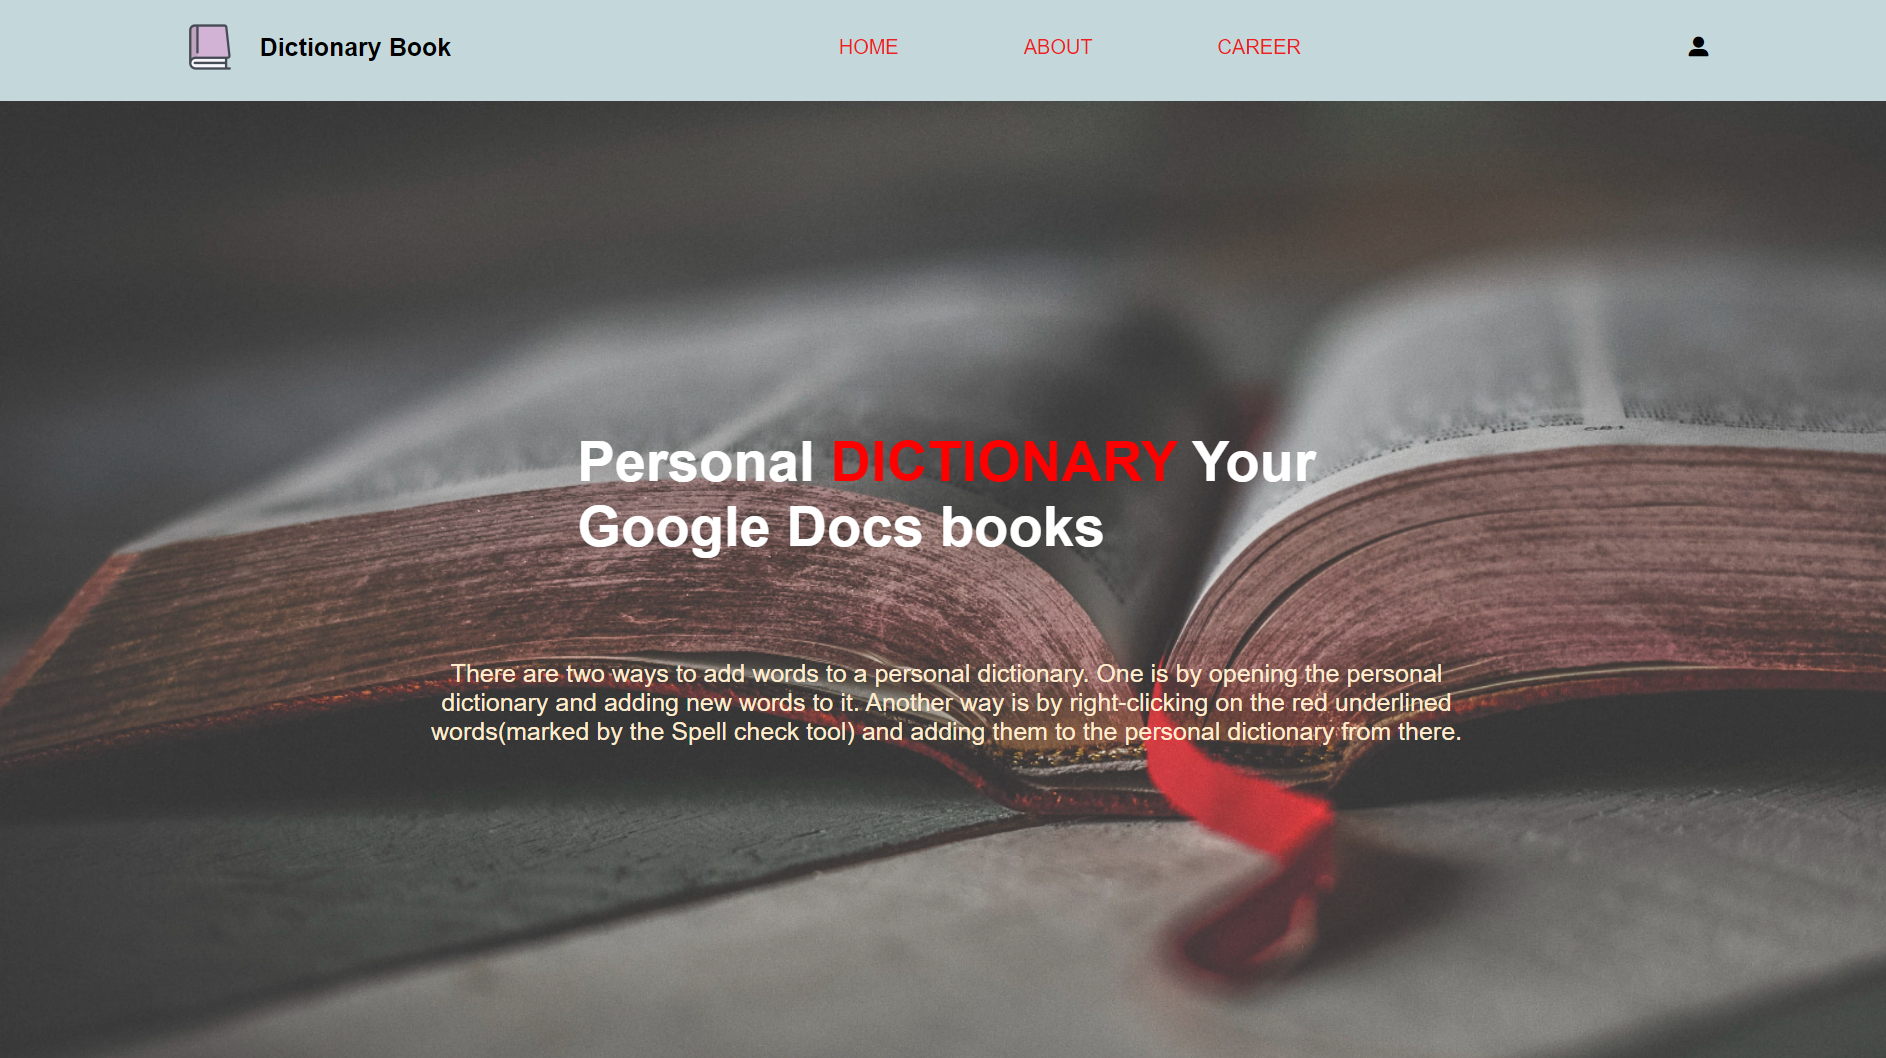 Dictionary Book
HOME
ABOUT
CAREER
Personal DICTIONARY Your
Google Docs books
There are two ways to add words to a personal dictionary. One is by opening the personal
dictionary and adding new words to it. Another way is by right-clicking on the red underlined
words(marked by the Spell check tool) and adding them to the personal dictionary from there.